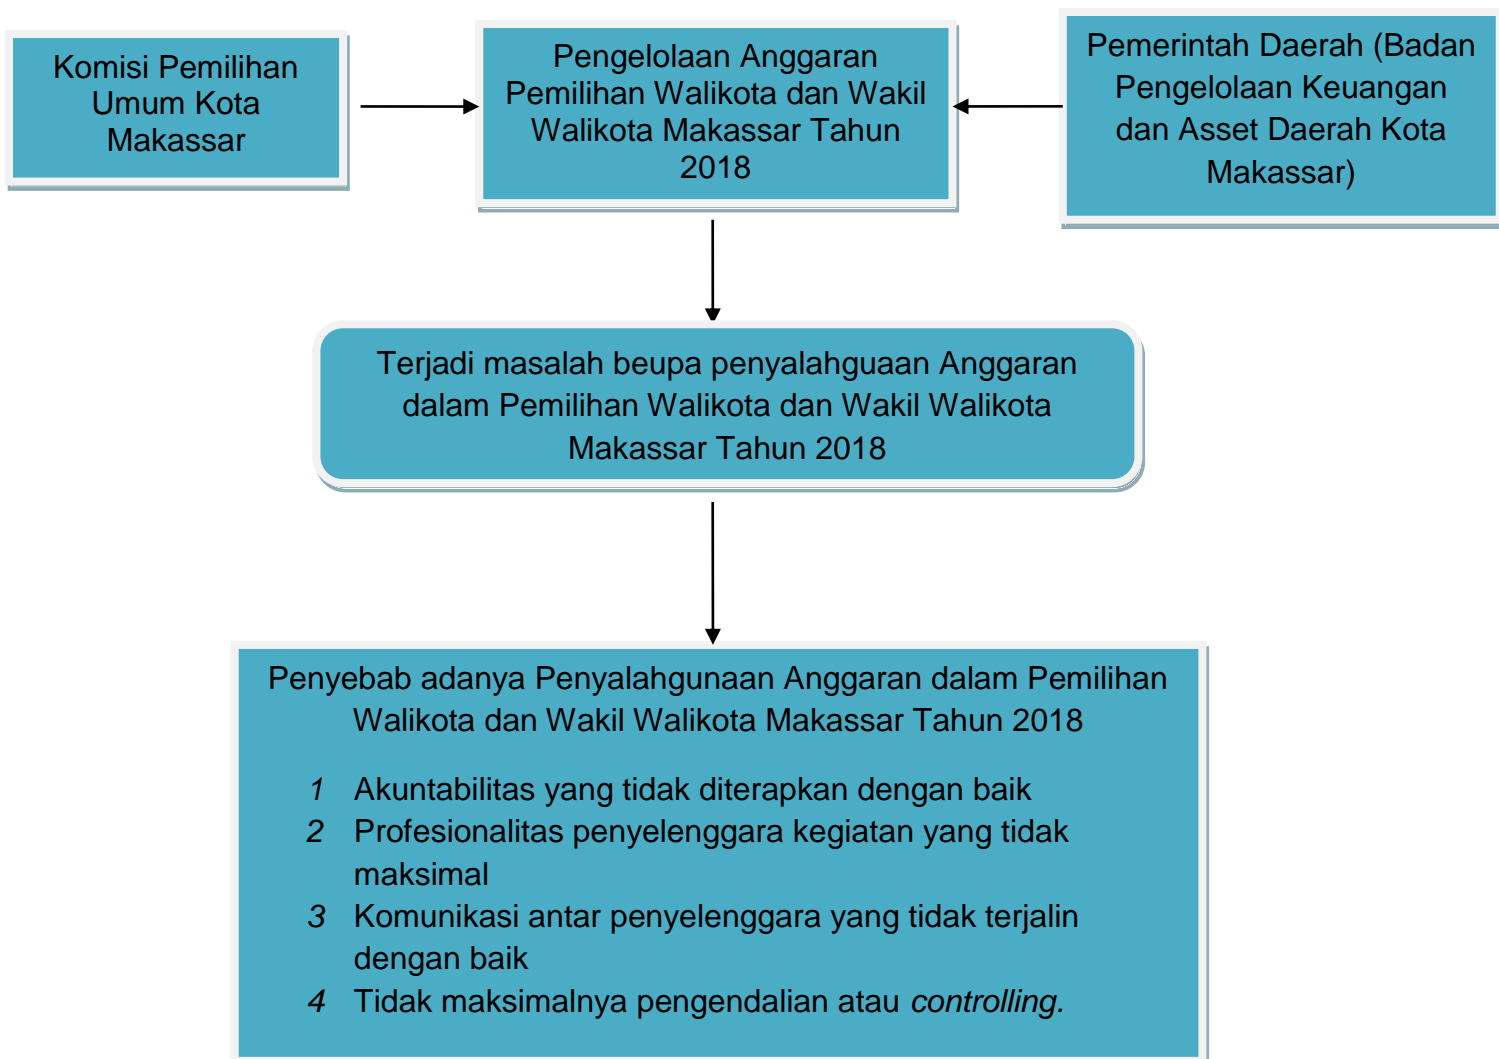 Komisi Pemilihan
Umum Kota
Makassar
Pengelolaan Anggaran
Pemilihan Walikota dan Wakil
Walikota Makassar Tahun
2018
Pemerintah Daerah (Badan
Pengelolaan Keuangan
dan Asset Daerah Kota
Makassar)
Terjadi masalah beupa penyalahguaan Anggaran
dalam Pemilihan Walikota dan Wakil Walikota
Makassar Tahun 2018
Penyebab adanya Penyalahgunaan Anggaran dalam Pemilihan
Walikota dan Wakil Walikota Makassar Tahun 2018
1 Akuntabilitas yang tidak diterapkan dengan baik
2 Profesionalitas penyelenggara kegiatan yang tidak
maksimal
3 Komunikasi antar penyelenggara yang tidak terjalin
dengan baik
4 Tidak maksimalnya pengendalian atau controlling.